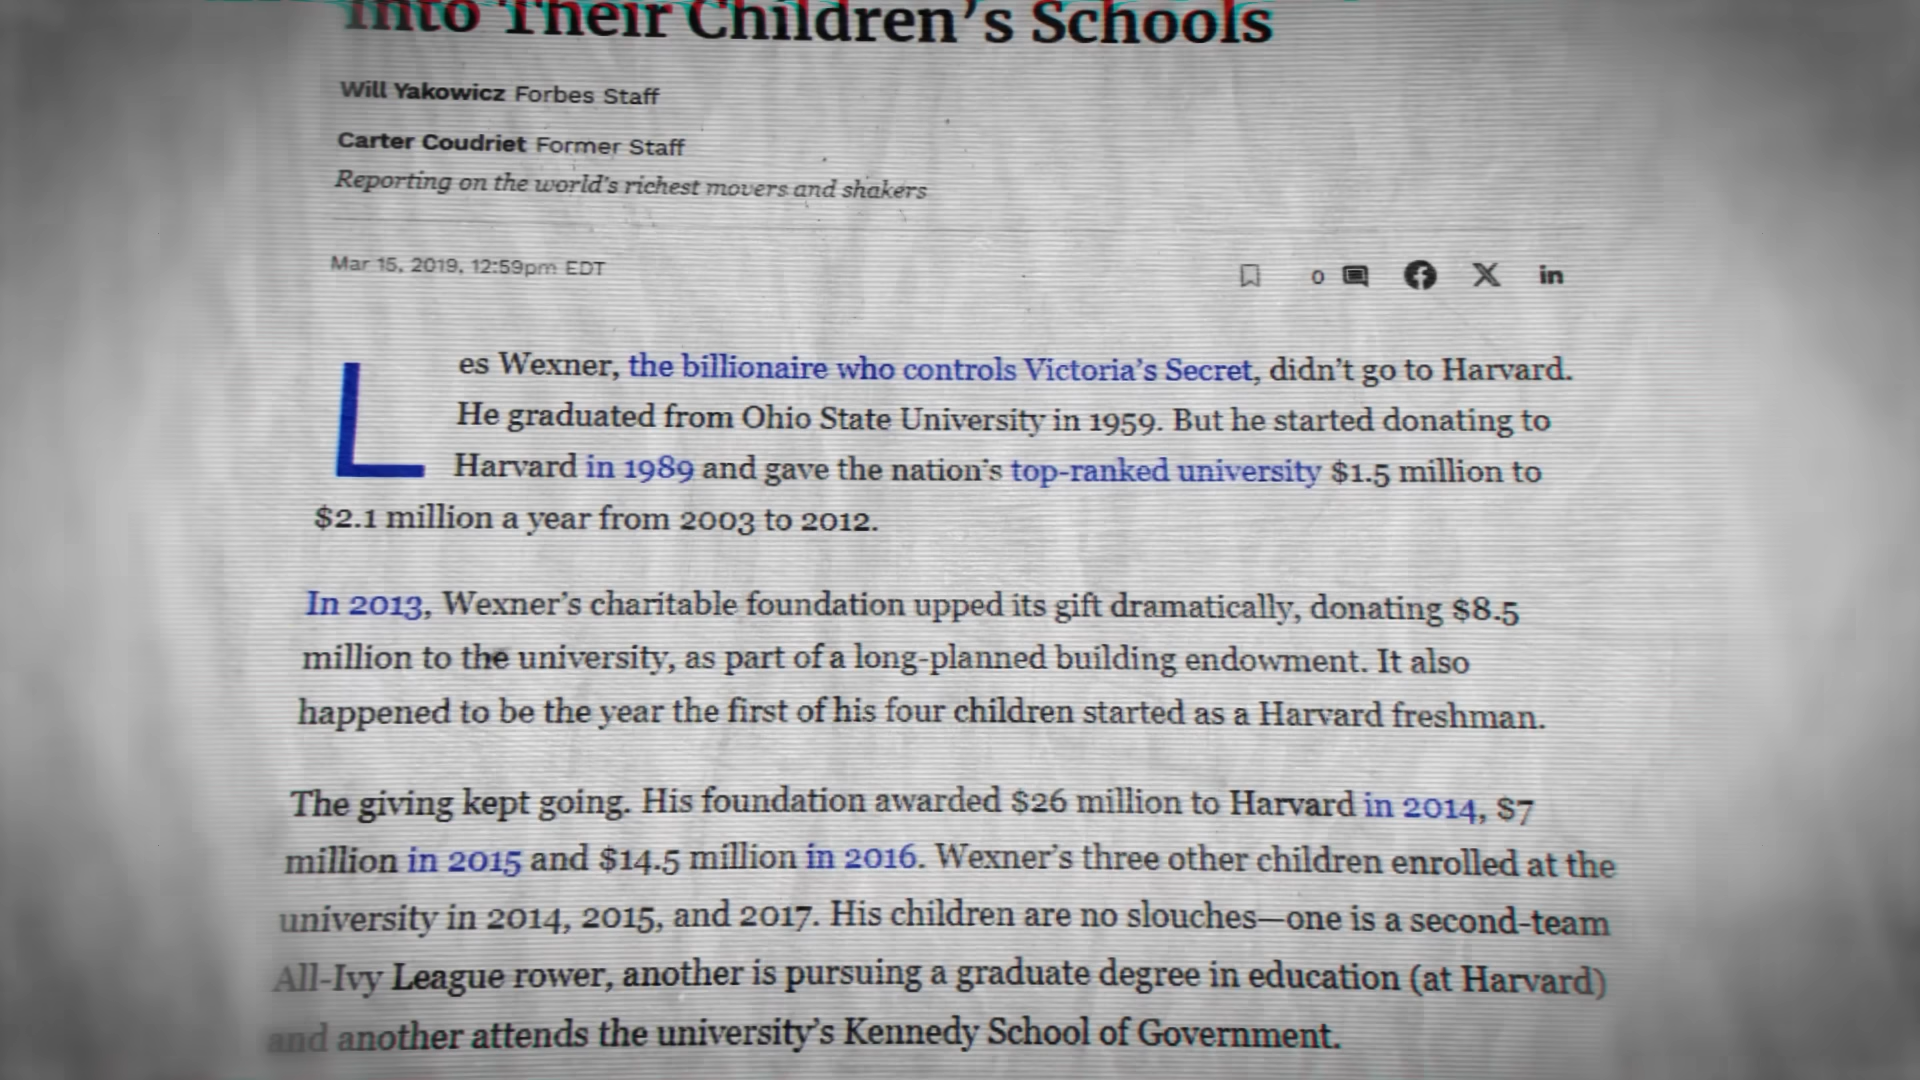 Into Their Children's Schools
Will Yakowicz Forbes Staff
Carter Coudriet Former Staff
Reporting on the world's richest movers and shakers
Mar 15, 2019, 12:59pm EDT
0
X
in
Les Wexner, the billionaire who controls Victoria's Secret, didn't go to Harvard.
He graduated from Ohio State University in 1959. But he started donating to
Harvard in 1989 and gave the nation's top-ranked university $1.5 million to
$2.1 million a year from 2003 to 2012.
In 2013, Wexner's charitable foundation upped its gift dramatically, donating $8.5
million to the university, as part of a long-planned building endowment. It also
happened to be the year the first of his four children started as a Harvard freshman.
The giving kept going. His foundation awarded $26 million to Harvard in 2014, $7
million in 2015 and $14.5 million in 2016. Wexner's three other children enrolled at the
university in 2014, 2015, and 2017. His children are no slouches—one is a second-team
All-Ivy League rower, another is pursuing a graduate degree in education (at Harvard)
and another attends the university's Kennedy School of Government.